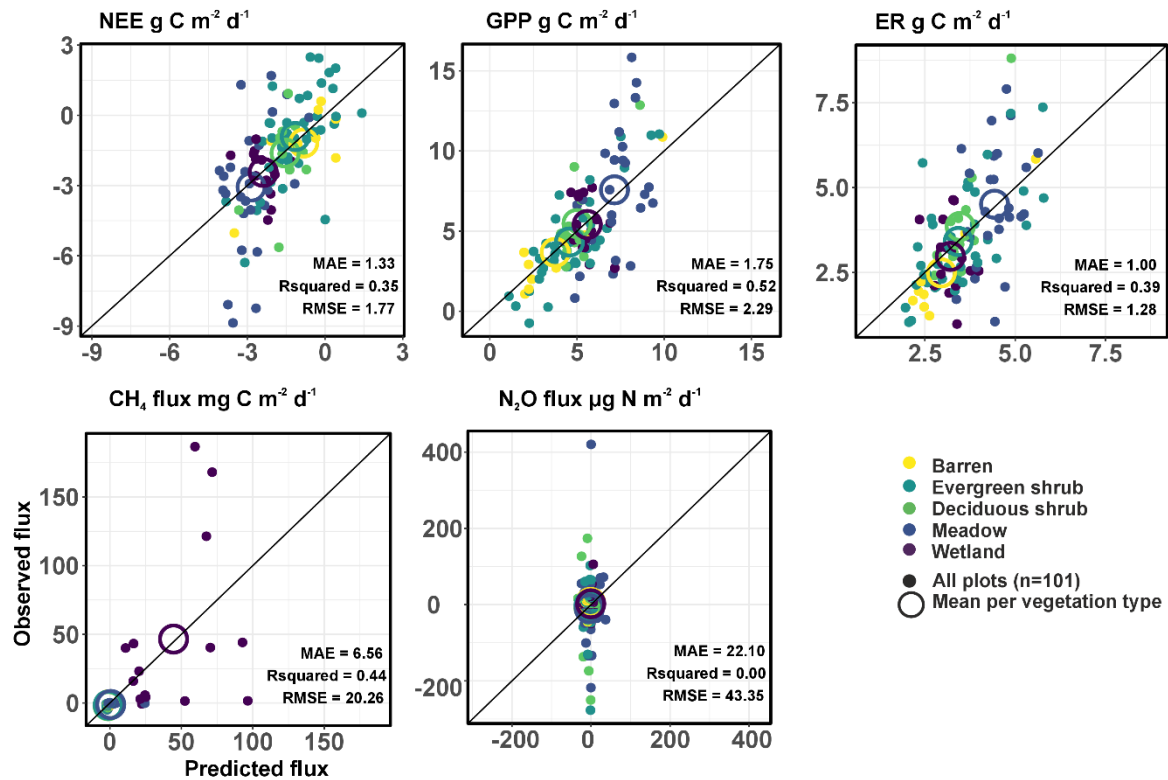 NEE g C m⁻² d⁻¹
GPP g C m⁻² d⁻¹
ER g C m⁻² d⁻¹
3
0
-3
-6
-9
MAE = 1.33
Rsquared = 0.35
RMSE = 1.77
-9 -6 -3 0 3
15
10
5
0
MAE = 1.75
Rsquared = 0.52
RMSE = 2.29
0 5 10 15
7.5
5.0
2.5
MAE = 1.00
Rsquared = 0.39
RMSE = 1.28
2.5 5.0 7.5
CH₄ flux mg C m⁻² d⁻¹
N₂O flux µg N m⁻² d⁻¹
Observed flux
150
100
50
0
MAE = 6.56
Rsquared = 0.44
RMSE = 20.26
0 50 100 150
Predicted flux
400
200
0
-200
MAE = 22.10
Rsquared = 0.00
RMSE = 43.35
-200 0 200 400
Barren
Evergreen shrub
Deciduous shrub
Meadow
Wetland
All plots (n=101)
Mean per vegetation type